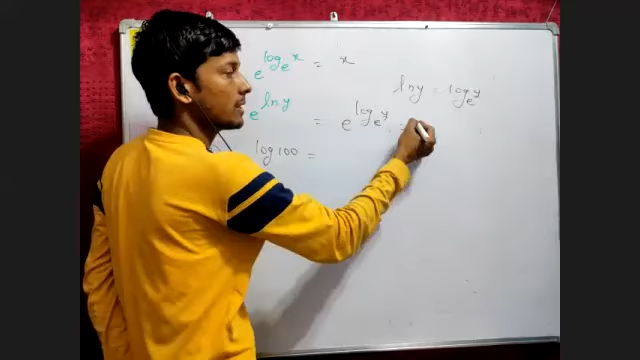 e^log_e x = x
ln y = log_e y
e^ln y = e^log_e y =
log 100 =